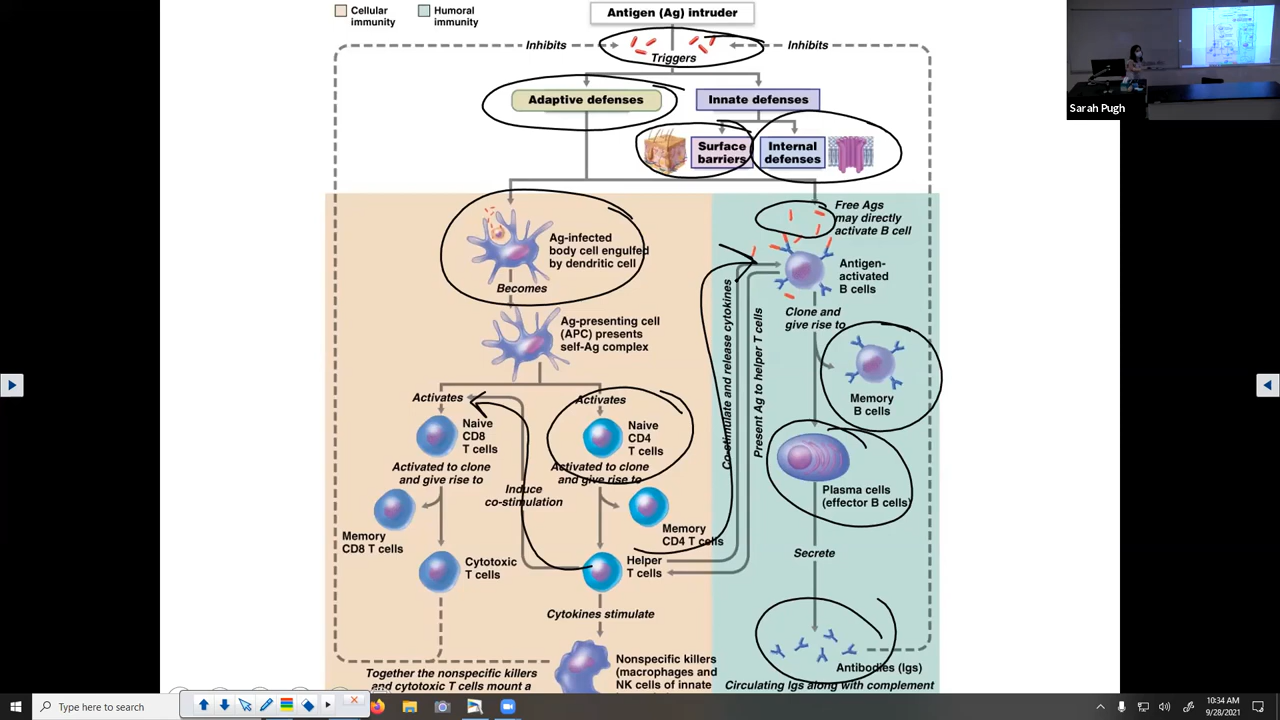 Cellular
immunity
Humoral
immunity
Antigen (Ag) intruder
Inhibits
Triggers
Inhibits
Adaptive defenses
Innate defenses
Surface
barriers
Internal
defenses
Free Ags
may directly
activate B cell
Ag-infected
body cell engulfed
by dendritic cell
Becomes
Antigen-
activated
B cells
Clone and
give rise to
Ag-presenting cell
(APC) presents
self-Ag complex
Co-stimulate and release cytokines
Present Ag to helper T cells
Memory
B cells
Activates
Activates
Naive
CD8
T cells
Naive
CD4
T cells
Activated to clone
and give rise to
Activated to clone
and give rise to
Induce
co-stimulation
Memory
CD8 T cells
Memory
CD4 T cells
Plasma cells
(effector B cells)
Cytotoxic
T cells
Helper
T cells
Secrete
Cytokines stimulate
Nonspecific killers
(macrophages and
NK cells of innate
Antibodies (Igs)
Together the nonspecific killers
and cytotoxic T cells mount a
Circulating Igs along with complement
Sarah Pugh
Type here to search
10:34 AM
9/28/2021